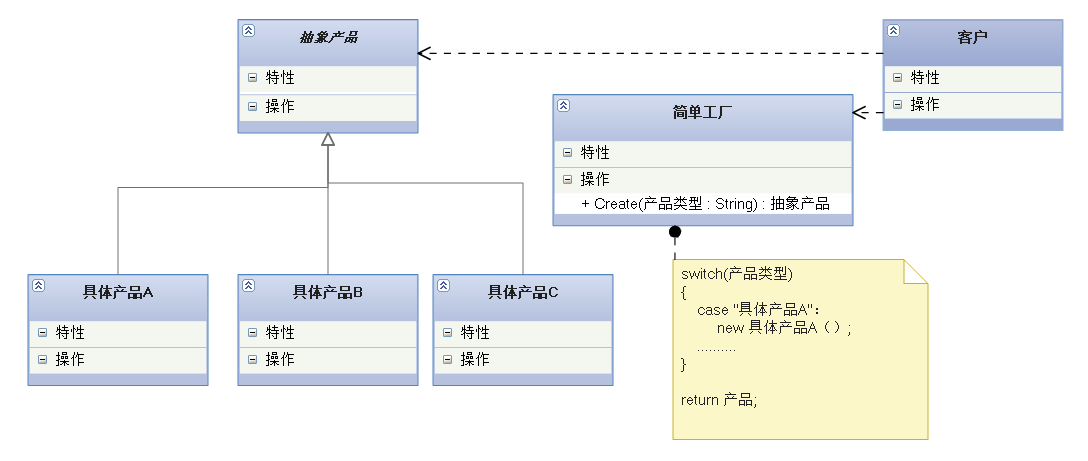 抽象产品
特性
操作
客户
特性
操作
简单工厂
特性
操作
+ Create(产品类型 : String) : 抽象产品
具体产品A
特性
操作
具体产品B
特性
操作
具体产品C
特性
操作
switch(产品类型)
{
case "具体产品A"：
new 具体产品A（）;
..........
}
return 产品;